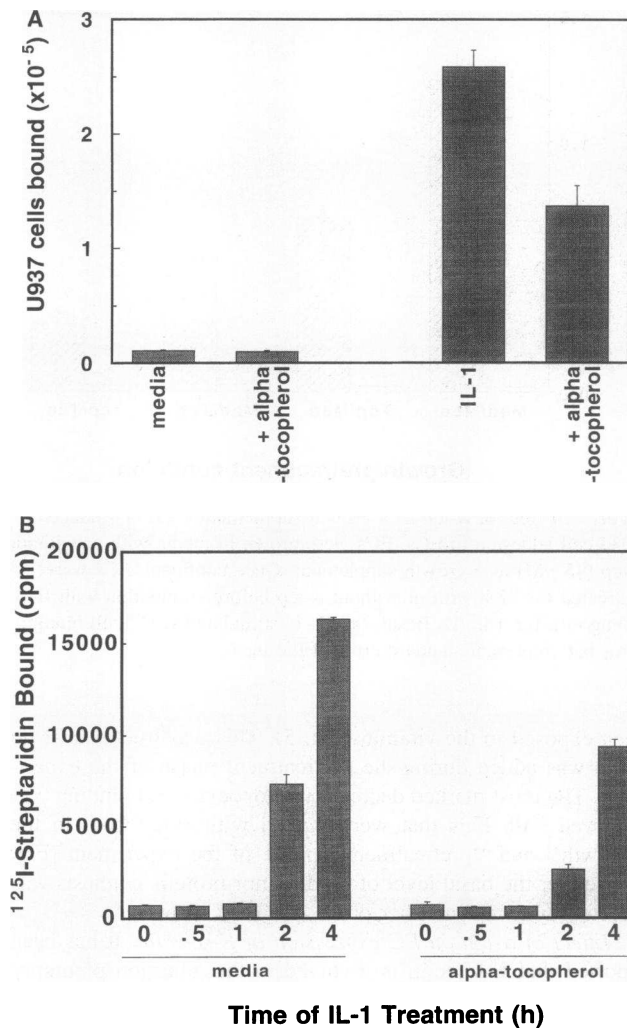 A
U937 cells bound (x10⁻⁵)
3
2
1
0
media
+ alpha
-tocopherol
IL-1
+ alpha
-tocopherol
B
¹²⁵I-Streptavidin Bound (cpm)
20000
15000
10000
5000
0
0 .5 1 2 4 0 .5 1 2 4
media alpha-tocopherol
Time of IL-1 Treatment (h)